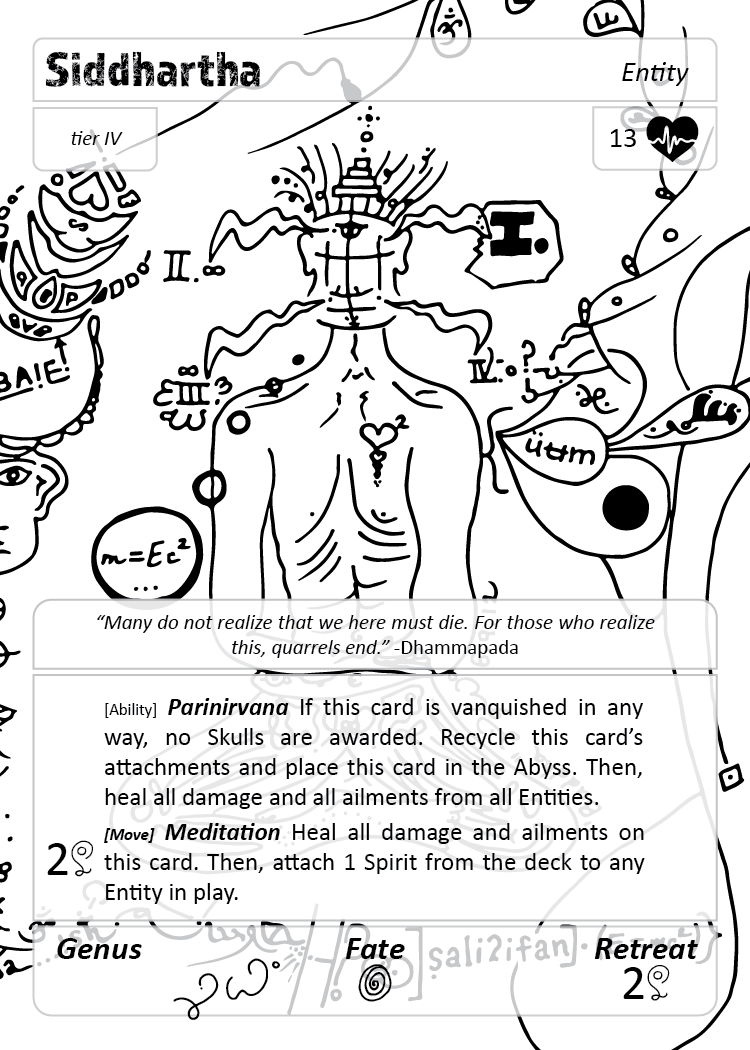 Siddhartha
Entity
tier IV
13
I.
II. ∞
∞
III
IV
BA!E
üum
m=Ec²
...
“Many do not realize that we here must die. For those who realize
this, quarrels end.” -Dhammapada
[Ability] Parinirvana If this card is vanquished in any
way, no Skulls are awarded. Recycle this card’s
attachments and place this card in the Abyss. Then,
heal all damage and all ailments from all Entities.
[Move] Meditation Heal all damage and ailments on
2
this card. Then, attach 1 Spirit from the deck to any
Entity in play.
Genus
Fate
Retreat
2